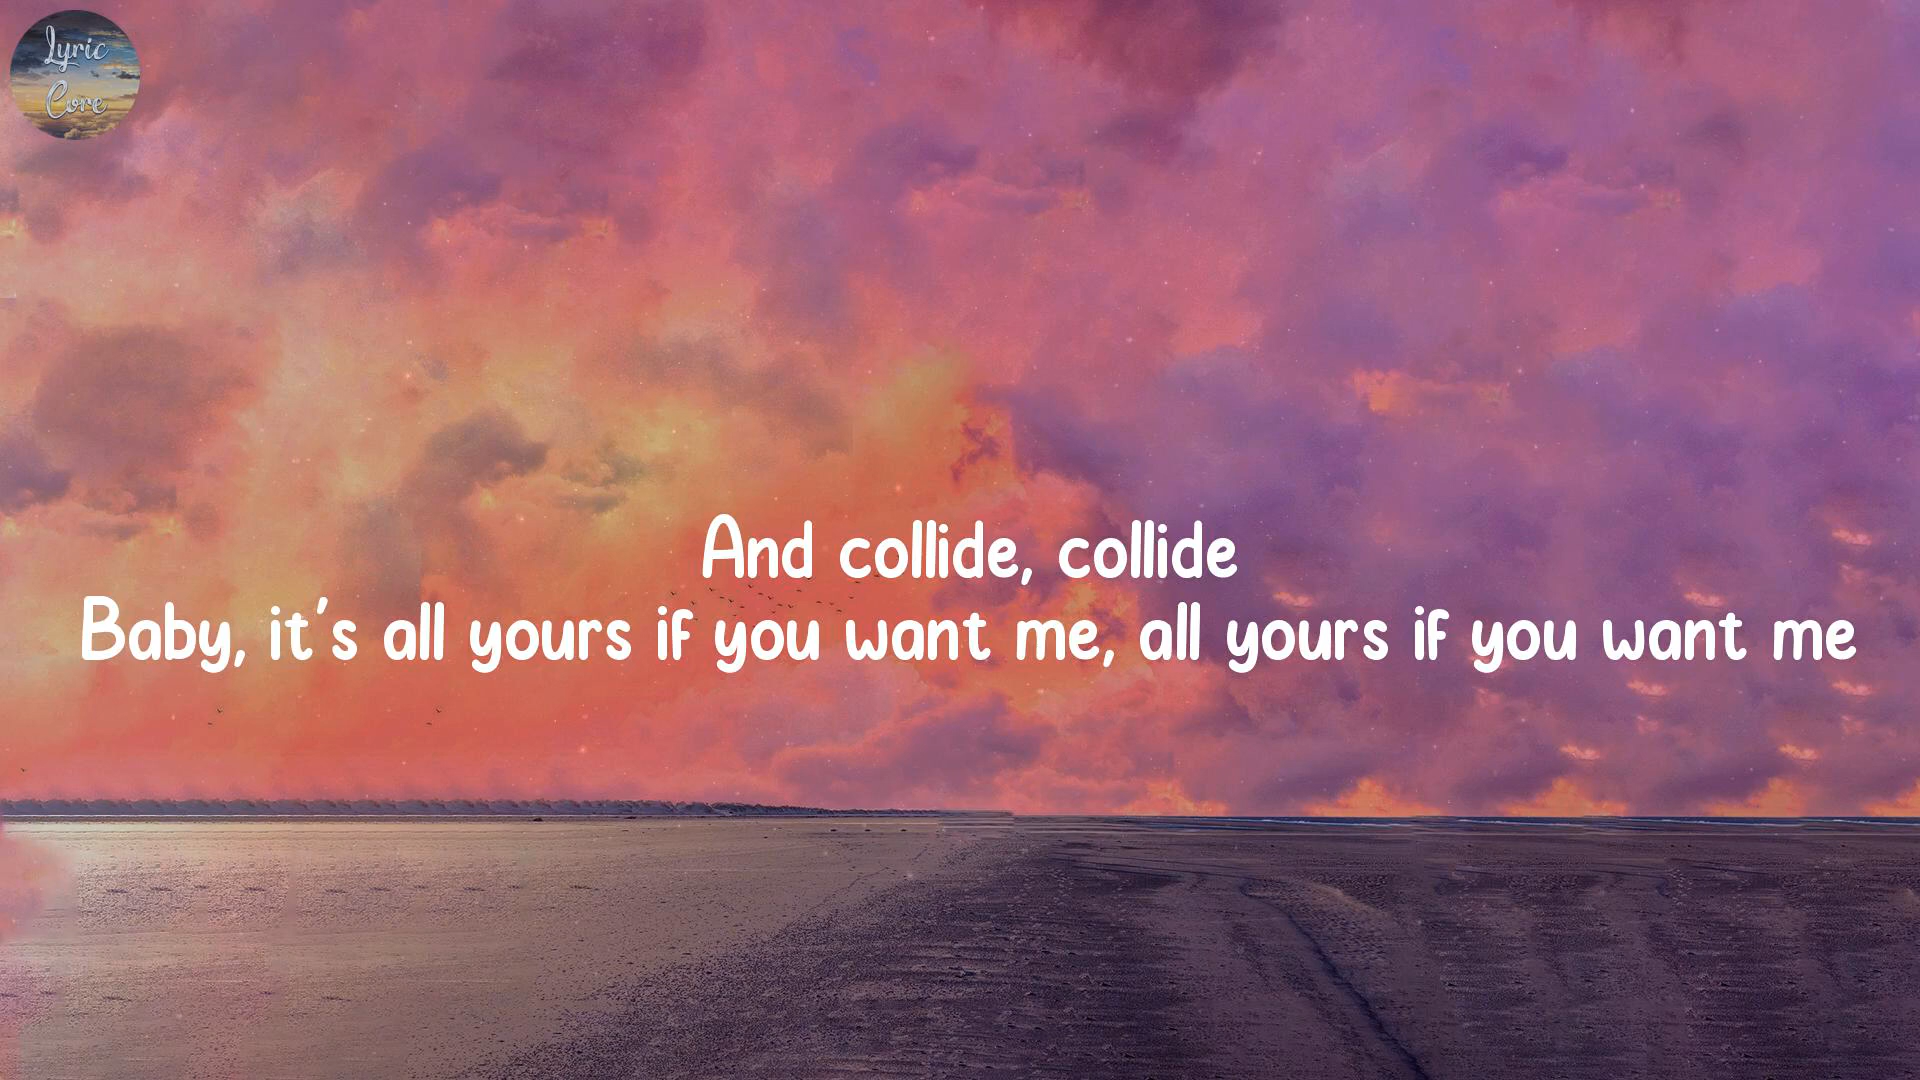 Lyric
Core
And collide, collide
Baby, it's all yours if you want me, all yours if you want me